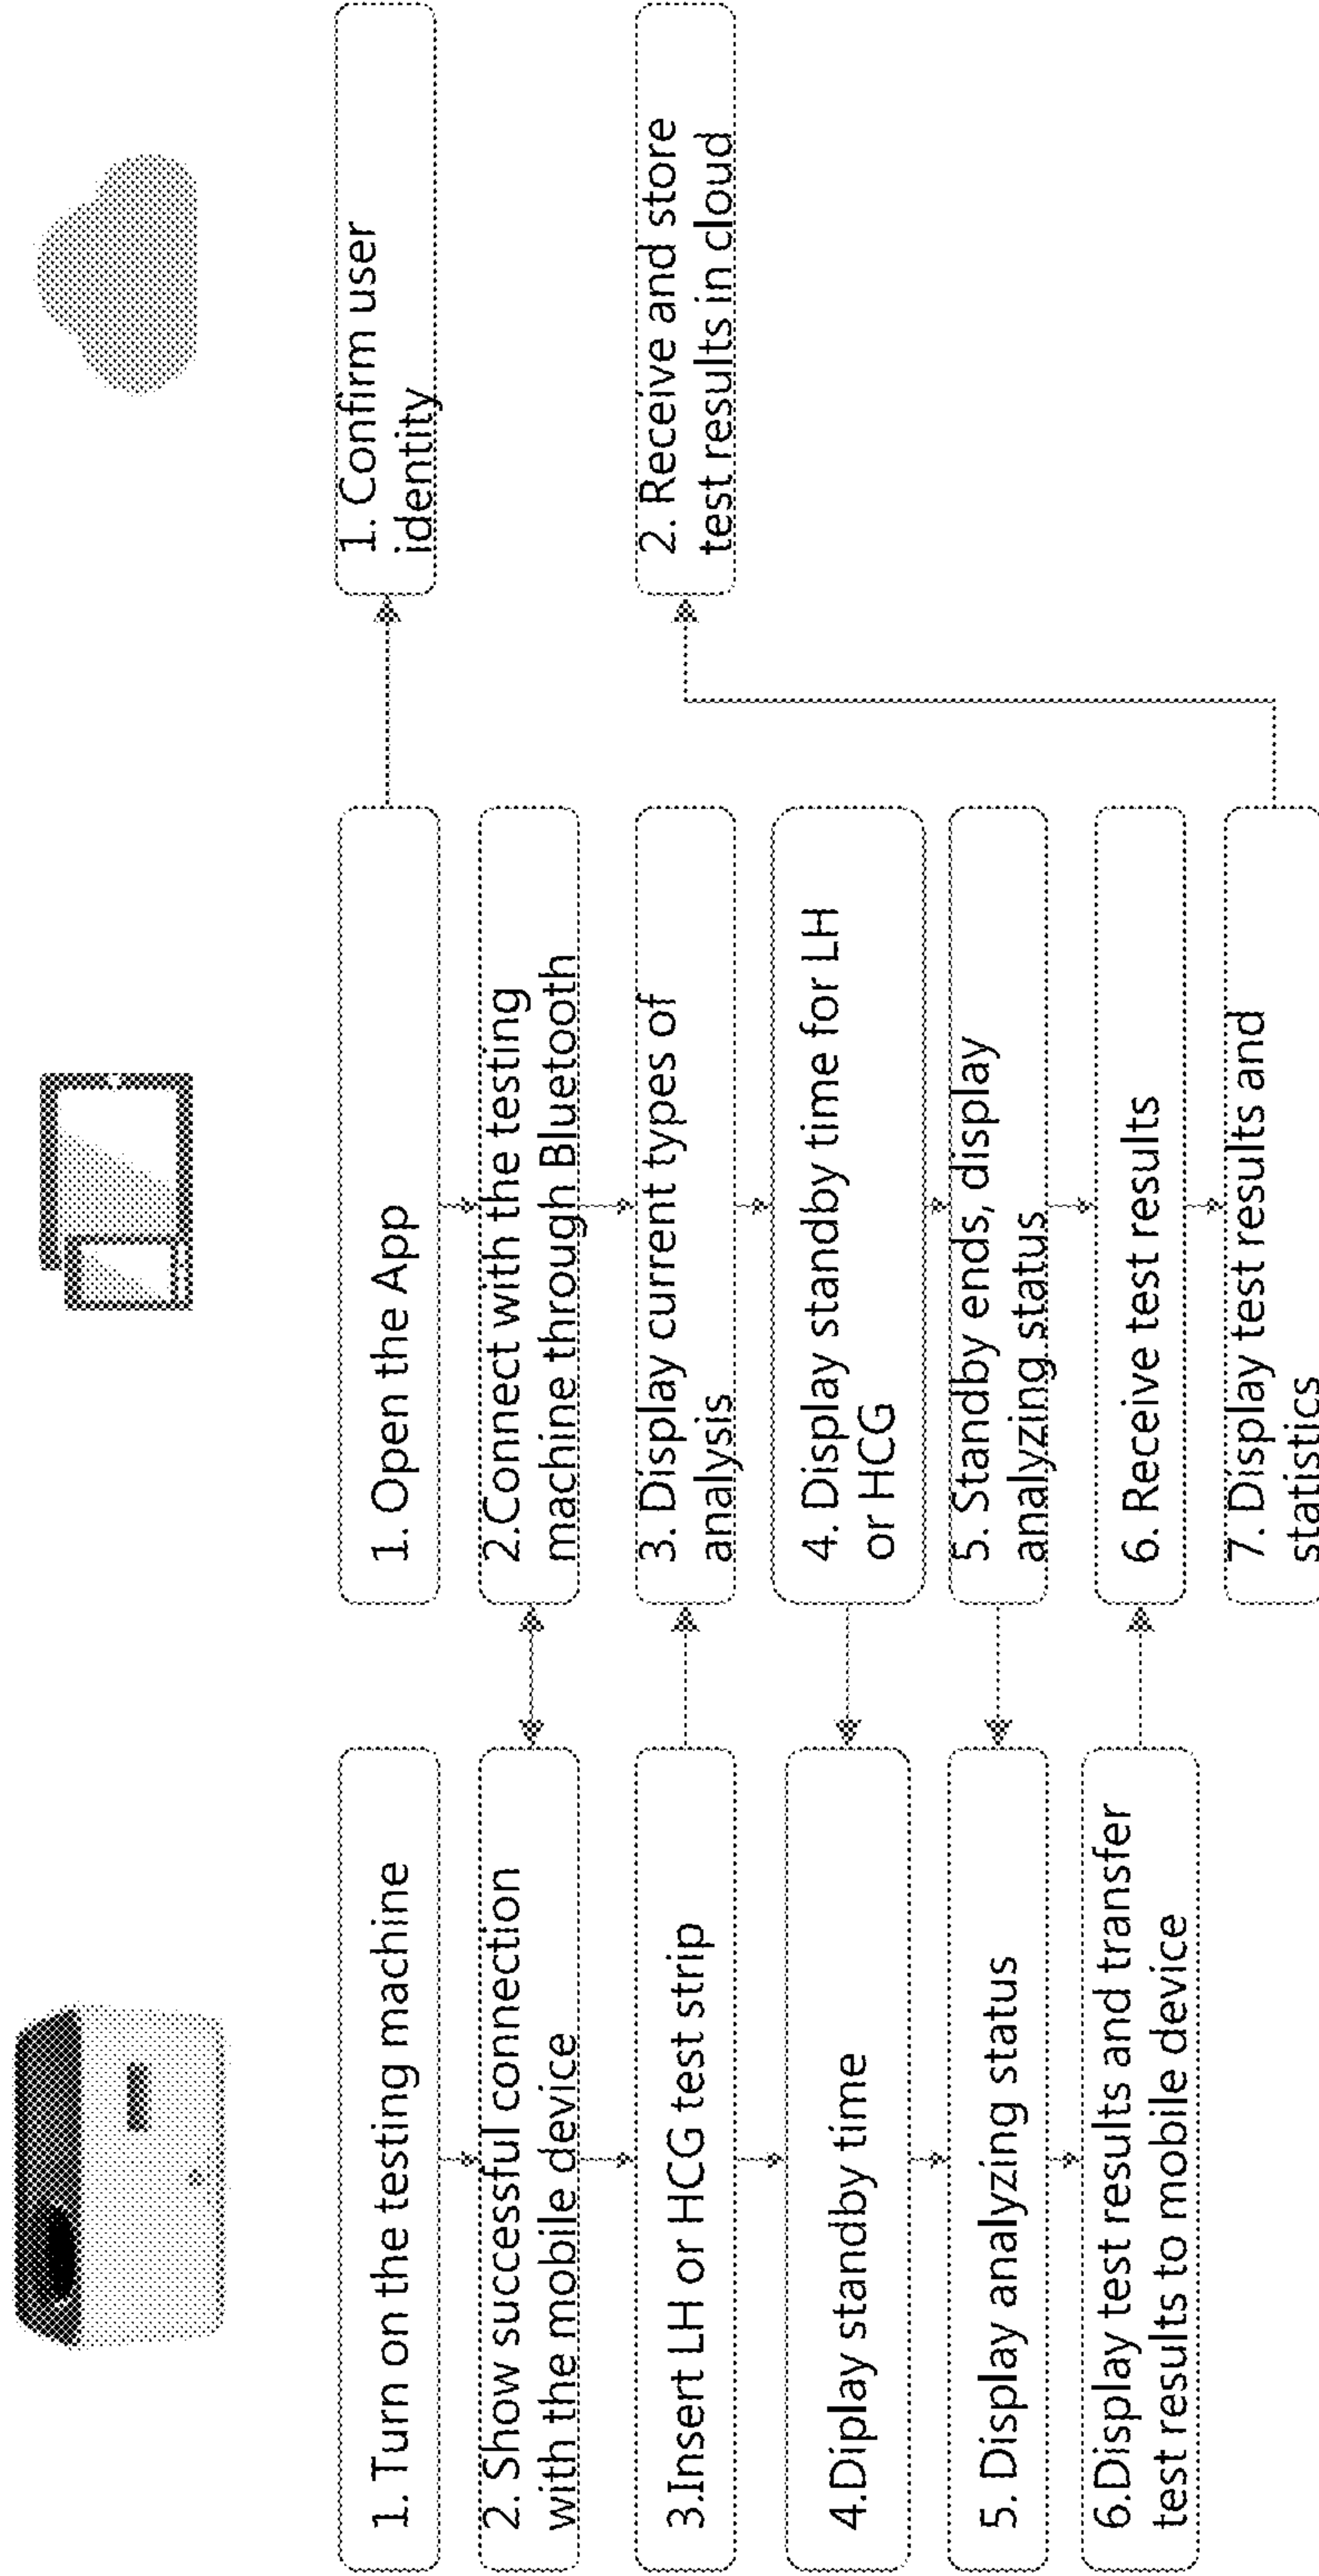 1. Turn on the testing machine
2. Show successful connection
with the mobile device
3.Insert LH or HCG test strip
4.Diplay standby time
5. Display analyzing status
6.Display test results and transfer
test results to mobile device
1. Open the App
2.Connect with the testing
machine through Bluetooth
3. Display current types of
analysis
4. Display standby time for LH
or HCG
5. Standby ends, display
analyzing status
6. Receive test results
7. Display test results and
statistics
1. Confirm user
identity
2. Receive and store
test results in cloud